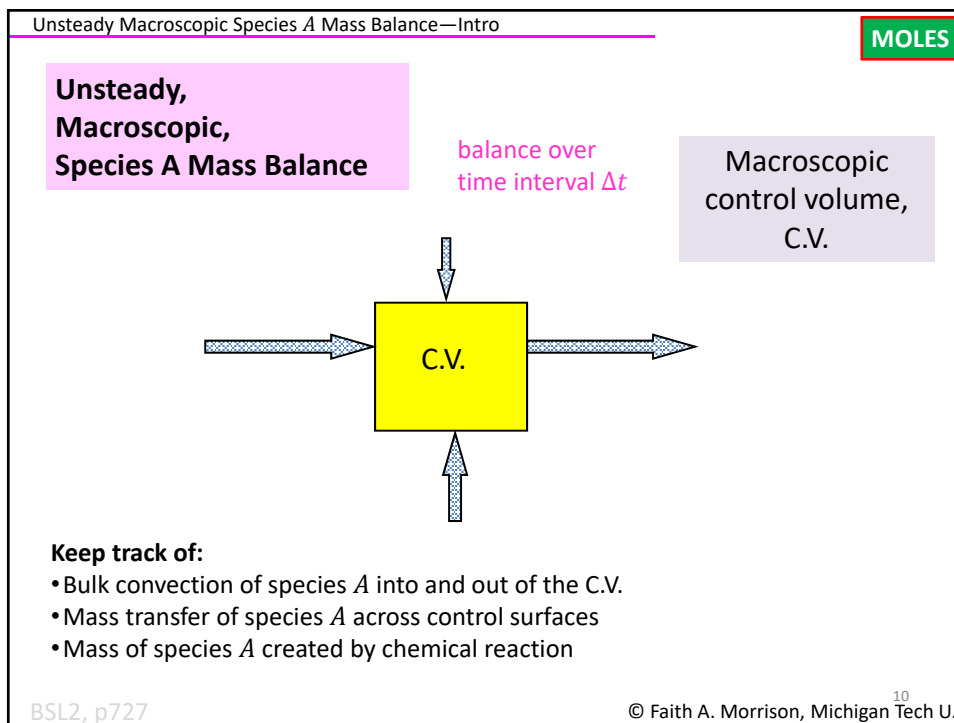 Unsteady Macroscopic Species A Mass Balance—Intro
MOLES
Unsteady,
Macroscopic,
Species A Mass Balance
balance over
time interval Δt
Macroscopic
control volume,
C.V.
C.V.
Keep track of:
•Bulk convection of species A into and out of the C.V.
•Mass transfer of species A across control surfaces
•Mass of species A created by chemical reaction
BSL2, p727
10
© Faith A. Morrison, Michigan Tech U.